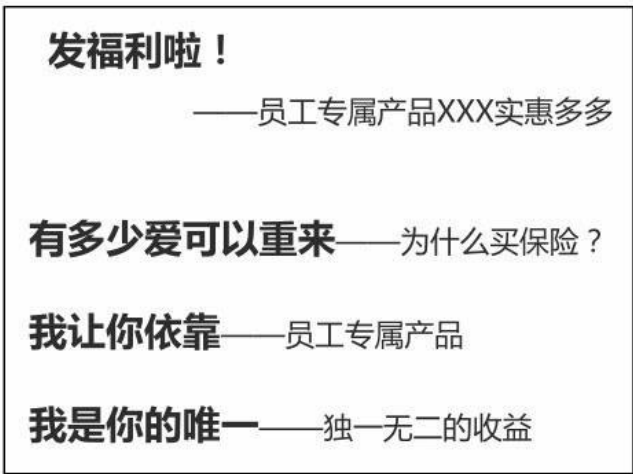 发福利啦！
——员工专属产品XXX实惠多多
有多少爱可以重来——为什么买保险？
我让你依靠——员工专属产品
我是你的唯一——独一无二的收益